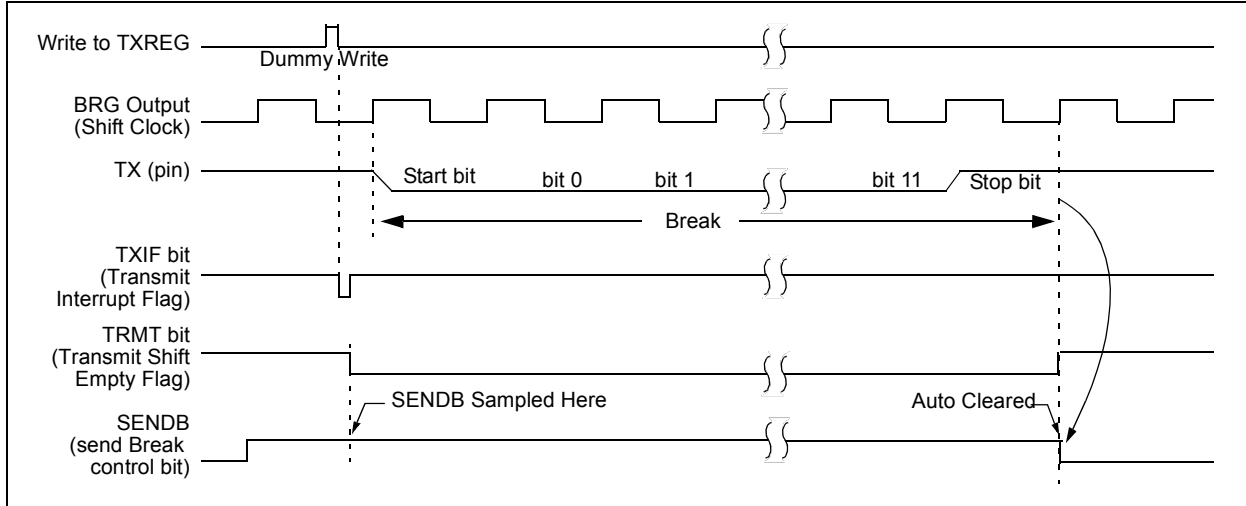 Write to TXREG
Dummy Write
BRG Output
(Shift Clock)
TX (pin)
Start bit
bit 0
bit 1
bit 11
Stop bit
Break
TXIF bit
(Transmit
Interrupt Flag)
TRMT bit
(Transmit Shift
Empty Flag)
SENDB Sampled Here
Auto Cleared
SENDB
(send Break
control bit)